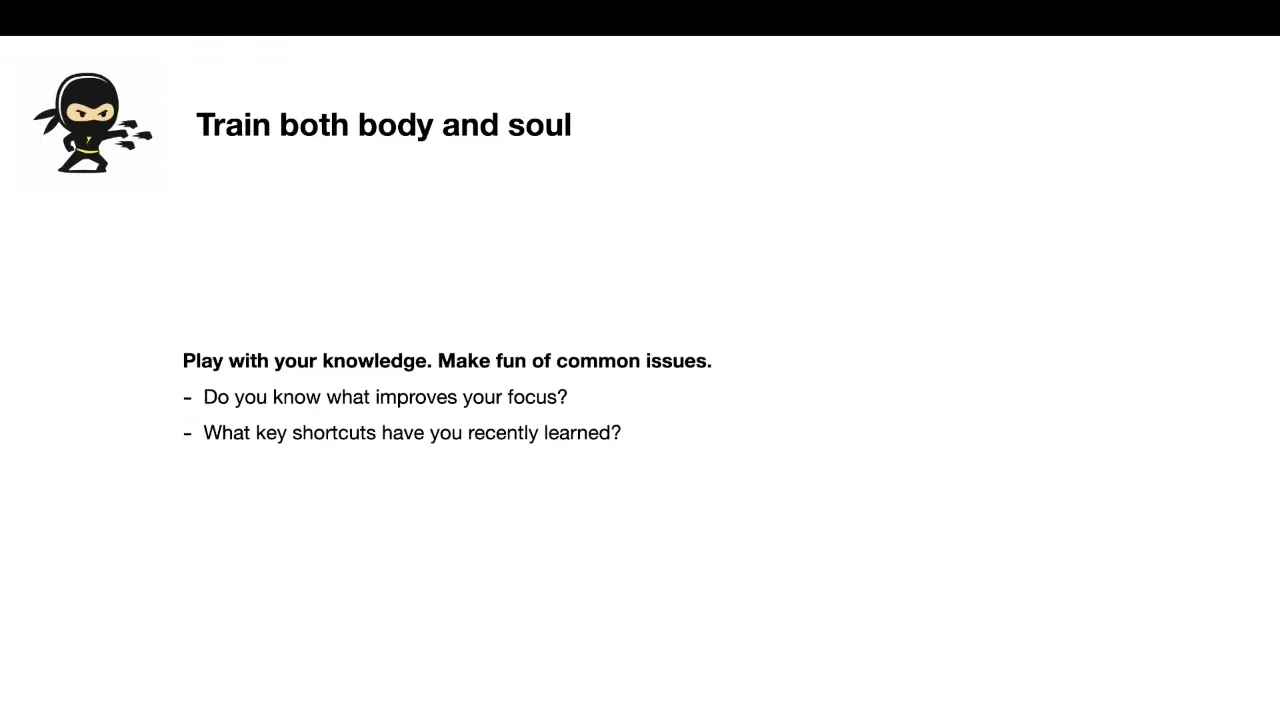 Train both body and soul
Play with your knowledge. Make fun of common issues.
- Do you know what improves your focus?
- What key shortcuts have you recently learned?